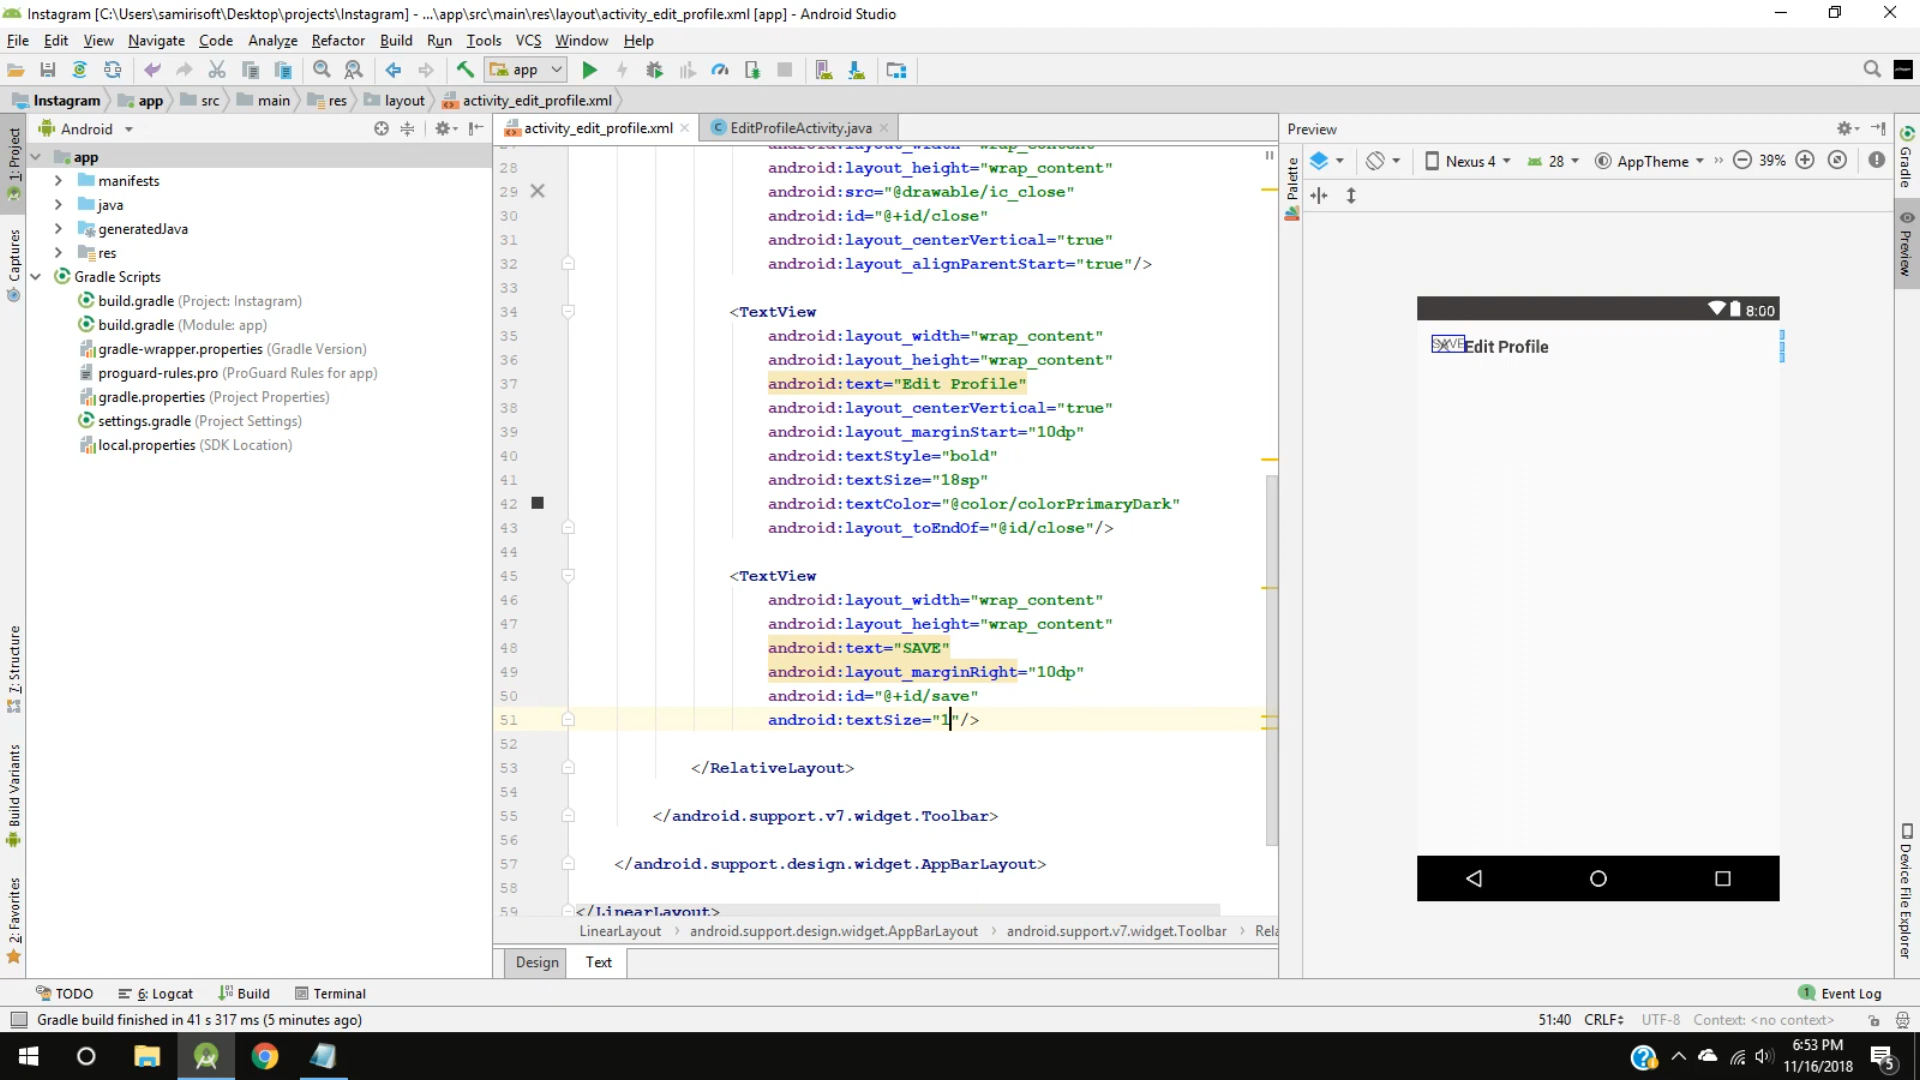 Instagram [C:\Users\samirisoft\Desktop\projects\Instagram] - ...\app\src\main\res\layout\activity_edit_profile.xml [app] - Android Studio
File Edit View Navigate Code Analyze Refactor Build Run Tools VCS Window Help
app
Instagram app src main res layout activity_edit_profile.xml
Android
activity_edit_profile.xml
EditProfileActivity.java
Preview
1: Project
Captures
7: Structure
Build Variants
2: Favorites
app
manifests
java
generatedJava
res
Gradle Scripts
build.gradle (Project: Instagram)
build.gradle (Module: app)
gradle-wrapper.properties (Gradle Version)
proguard-rules.pro (ProGuard Rules for app)
gradle.properties (Project Properties)
settings.gradle (Project Settings)
local.properties (SDK Location)
android:layout_width="wrap_content"
28 android:layout_height="wrap_content"
29 android:src="@drawable/ic_close"
30 android:id="@+id/close"
31 android:layout_centerVertical="true"
32 android:layout_alignParentStart="true"/>
33
34 <TextView
35 android:layout_width="wrap_content"
36 android:layout_height="wrap_content"
37 android:text="Edit Profile"
38 android:layout_centerVertical="true"
39 android:layout_marginStart="10dp"
40 android:textStyle="bold"
41 android:textSize="18sp"
42 android:textColor="@color/colorPrimaryDark"
43 android:layout_toEndOf="@id/close"/>
44
45 <TextView
46 android:layout_width="wrap_content"
47 android:layout_height="wrap_content"
48 android:text="SAVE"
49 android:layout_marginRight="10dp"
50 android:id="@+id/save"
51 android:textSize="1"/>
52
53 </RelativeLayout>
54
55 </android.support.v7.widget.Toolbar>
56
57 </android.support.design.widget.AppBarLayout>
58
59 </LinearLayout>
LinearLayout › android.support.design.widget.AppBarLayout › android.support.v7.widget.Toolbar › Rela
Design Text
Palette
Nexus 4 28 AppTheme 39%
8:00
SAVE Edit Profile
Gradle
Preview
Device File Explorer
TODO 6: Logcat Build Terminal
1 Event Log
Gradle build finished in 41 s 317 ms (5 minutes ago)
51:40 CRLF UTF-8 Context: <no context>
6:53 PM
11/16/2018
5